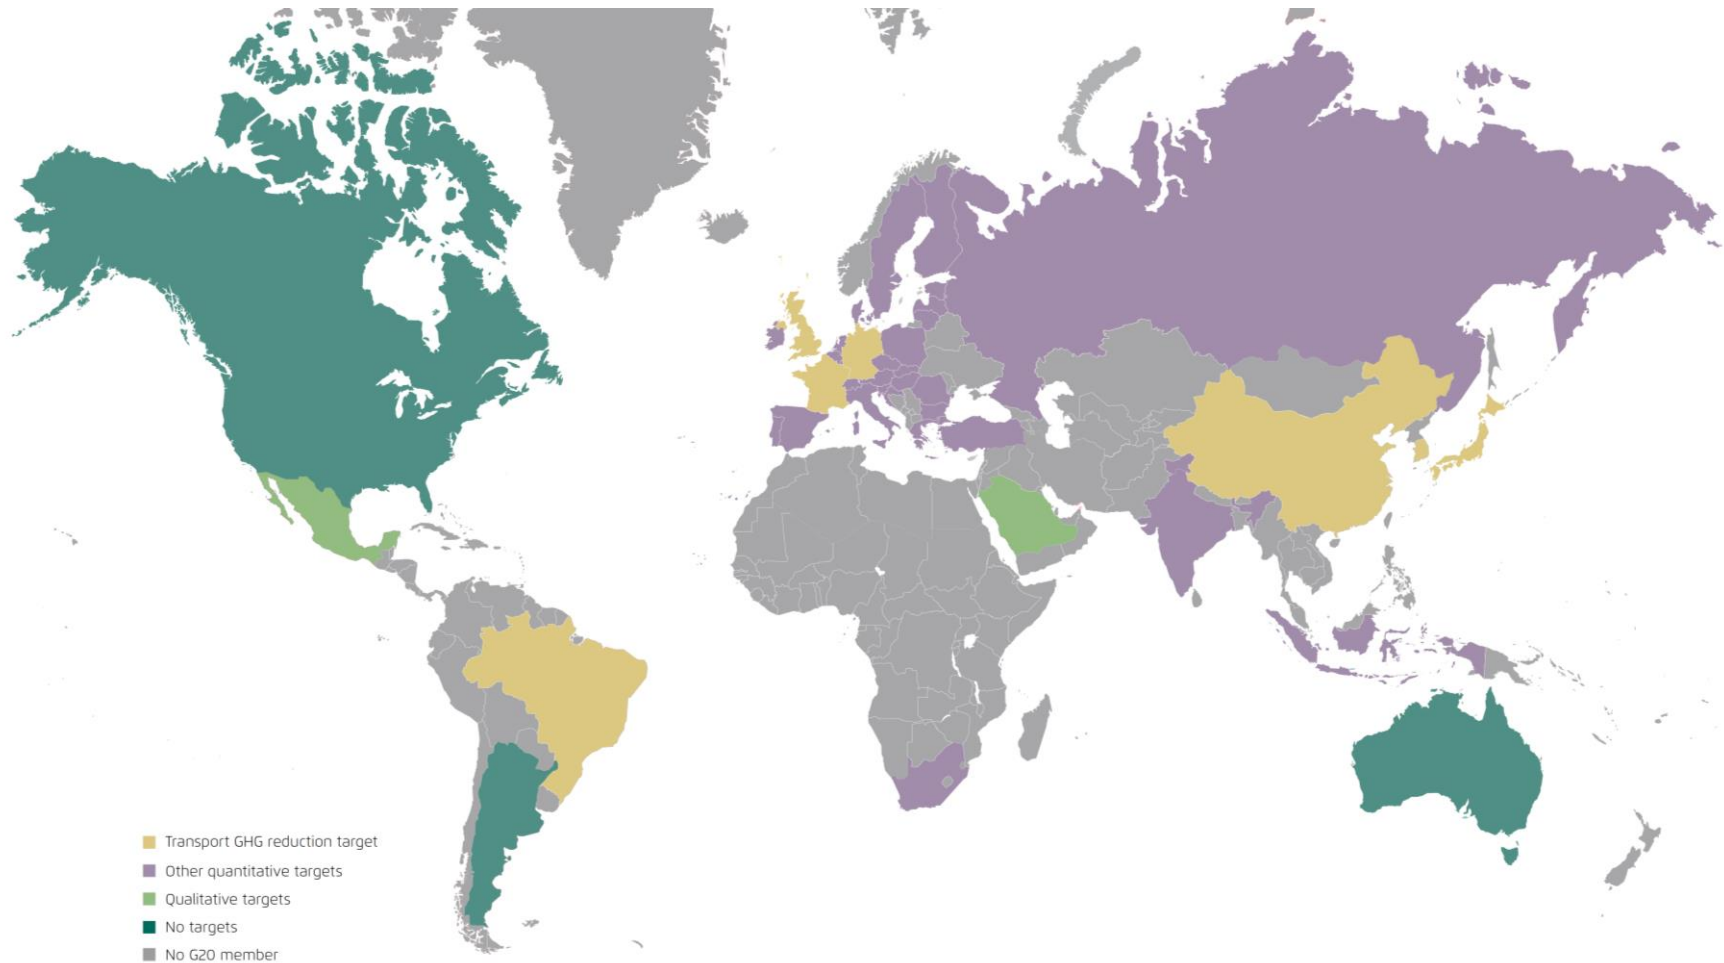 Transport GHG reduction target
Other quantitative targets
Qualitative targets
No targets
No G20 member